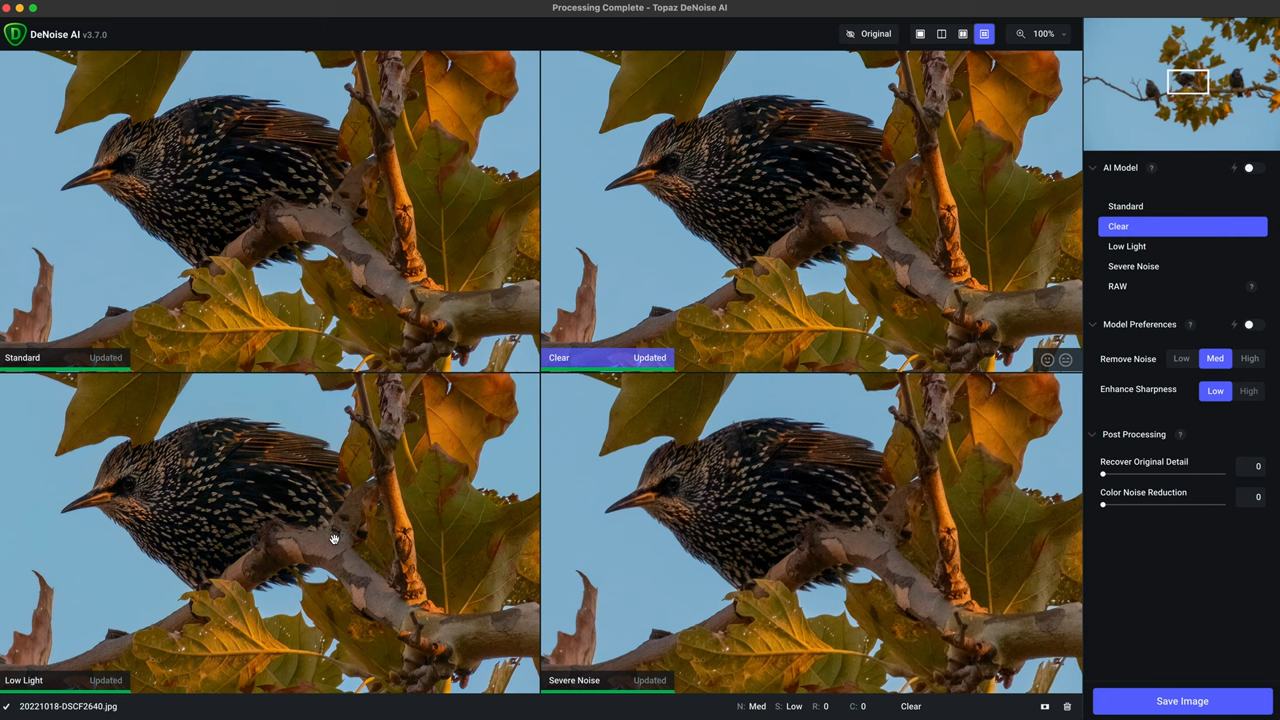 Processing Complete - Topaz DeNoise AI
DeNoise AI v3.7.0
Original
100%
AI Model ?
Standard
Clear
Low Light
Severe Noise
RAW ?
Model Preferences ?
Remove Noise Low Med High
Enhance Sharpness Low High
Post Processing ?
Recover Original Detail 0
Color Noise Reduction 0
Standard Updated
Clear Updated
Low Light Updated
Severe Noise Updated
20221018-DSCF2640.jpg
N: Med S: Low R: 0 C: 0 Clear
Save Image